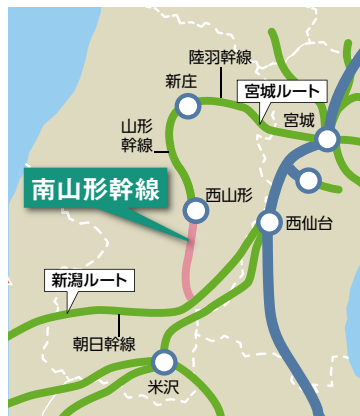 陸羽幹線
新庄
宮城ルート
宮城
山形
幹線
南山形幹線
西山形
西仙台
新潟ルート
朝日幹線
米沢